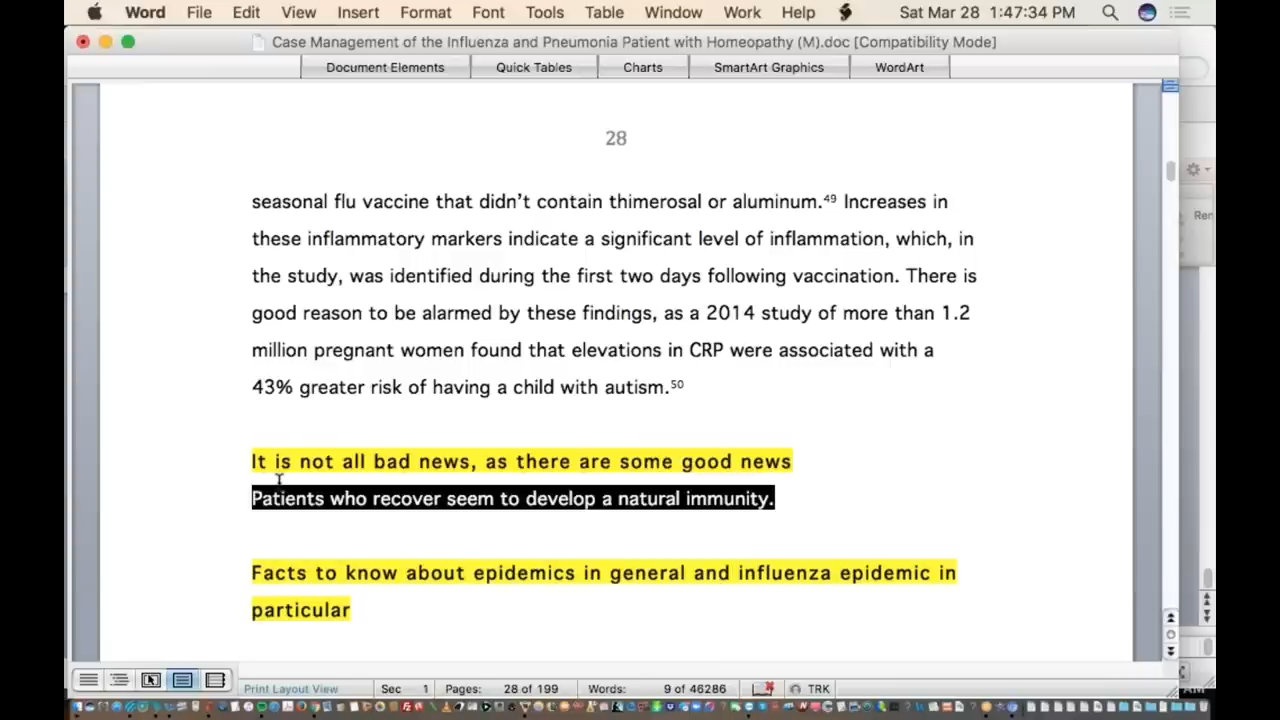 Word File Edit View Insert Format Font Tools Table Window Work Help Sat Mar 28 1:47:34 PM
Case Management of the Influenza and Pneumonia Patient with Homeopathy (M).doc [Compatibility Mode]
Document Elements Quick Tables Charts SmartArt Graphics WordArt
28
seasonal flu vaccine that didn't contain thimerosal or aluminum.49 Increases in
these inflammatory markers indicate a significant level of inflammation, which, in
the study, was identified during the first two days following vaccination. There is
good reason to be alarmed by these findings, as a 2014 study of more than 1.2
million pregnant women found that elevations in CRP were associated with a
43% greater risk of having a child with autism.50
It is not all bad news, as there are some good news
Patients who recover seem to develop a natural immunity.
Facts to know about epidemics in general and influenza epidemic in
particular
Print Layout View Sec 1 Pages: 28 of 199 Words: 9 of 46286 TRK